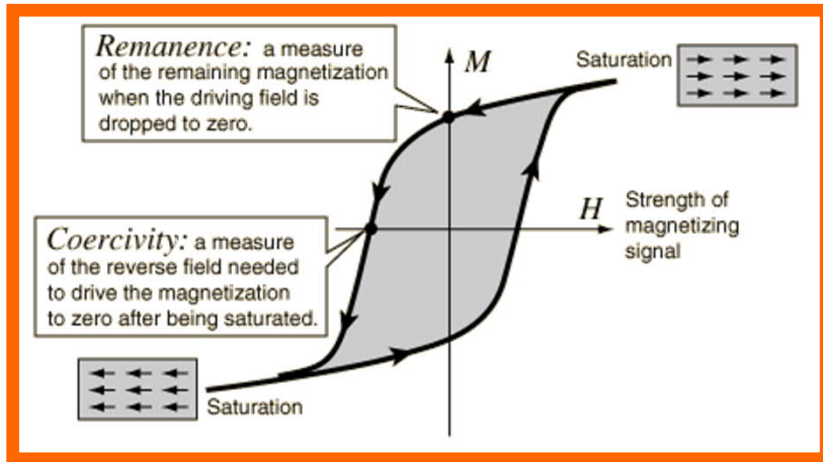 Remanence: a measure
of the remaining magnetization
when the driving field is
dropped to zero.
M
Saturation
H
Strength of
magnetizing
signal
Coercivity: a measure
of the reverse field needed
to drive the magnetization
to zero after being saturated.
Saturation